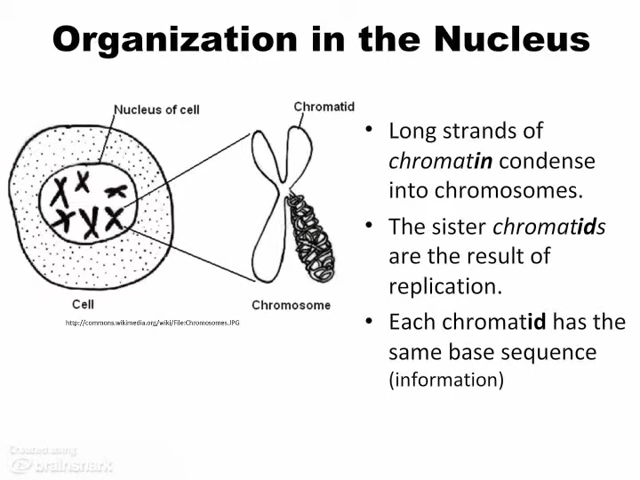 Organization in the Nucleus
Nucleus of cell
Chromatid
Cell
Chromosome
http://commons.wikimedia.org/wiki/File:Chromosomes.JPG
• Long strands of
chromatin condense
into chromosomes.
• The sister chromatids
are the result of
replication.
• Each chromatid has the
same base sequence
(information)
Created using
brainshark